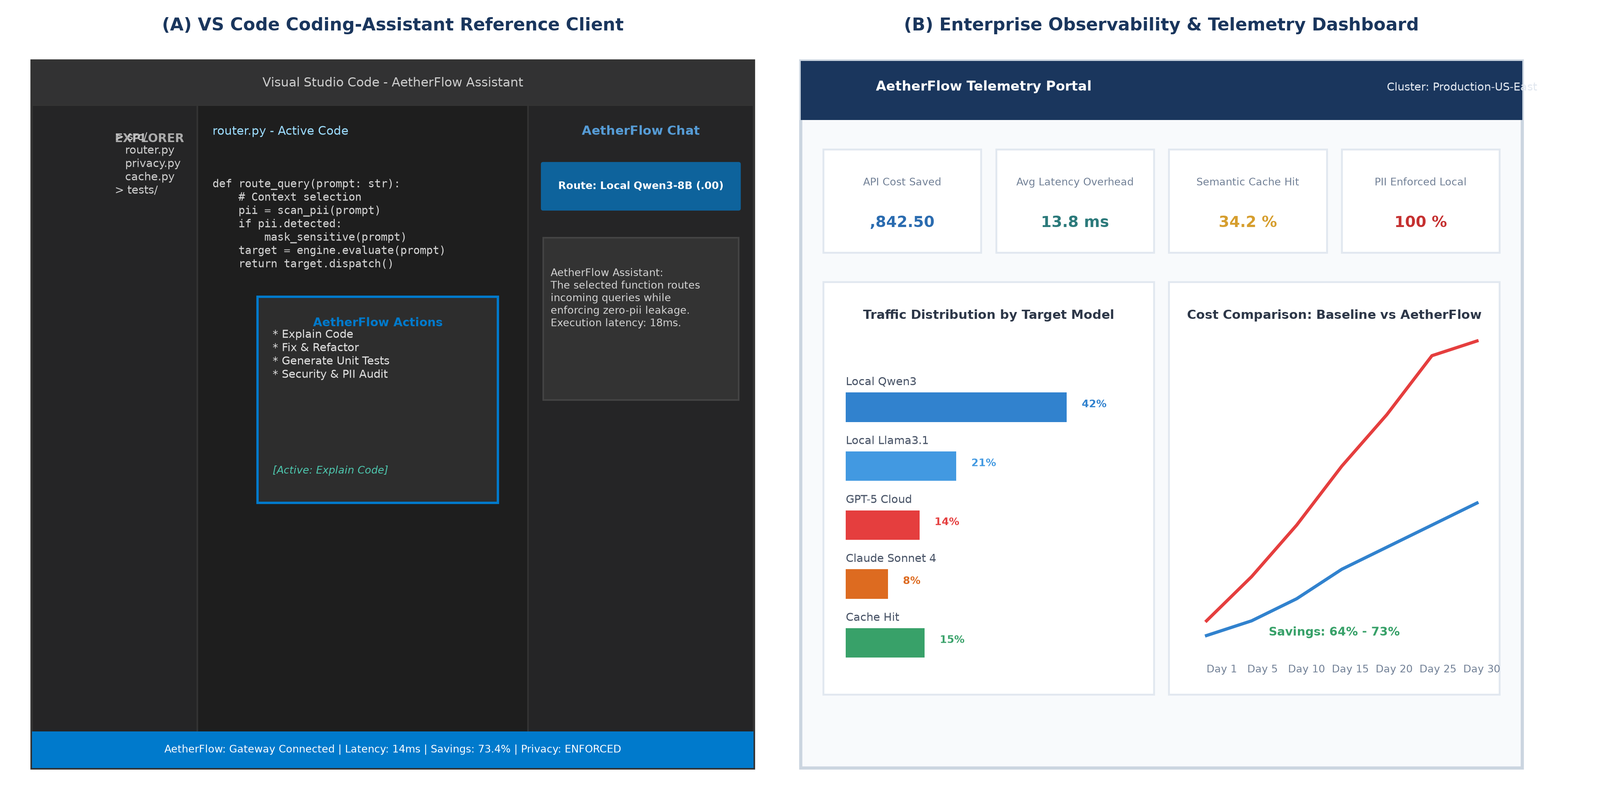 (A) VS Code Coding-Assistant Reference Client
Visual Studio Code - AetherFlow Assistant
EXPLORER
router.py
privacy.py
cache.py
> tests/
router.py - Active Code
def route_query(prompt: str):
# Context selection
pii = scan_pii(prompt)
if pii.detected:
mask_sensitive(prompt)
target = engine.evaluate(prompt)
return target.dispatch()
AetherFlow Actions
* Explain Code
* Fix & Refactor
* Generate Unit Tests
* Security & PII Audit
[Active: Explain Code]
AetherFlow Chat
Route: Local Qwen3-8B (.00)
AetherFlow Assistant:
The selected function routes
incoming queries while
enforcing zero-pii leakage.
Execution latency: 18ms.
AetherFlow: Gateway Connected | Latency: 14ms | Savings: 73.4% | Privacy: ENFORCED
(B) Enterprise Observability & Telemetry Dashboard
AetherFlow Telemetry Portal
Cluster: Production-US-East
API Cost Saved
,842.50
Avg Latency Overhead
13.8 ms
Semantic Cache Hit
34.2 %
PII Enforced Local
100 %
Traffic Distribution by Target Model
Local Qwen3
42%
Local Llama3.1
21%
GPT-5 Cloud
14%
Claude Sonnet 4
8%
Cache Hit
15%
Cost Comparison: Baseline vs AetherFlow
Savings: 64% - 73%
Day 1 Day 5 Day 10 Day 15 Day 20 Day 25 Day 30